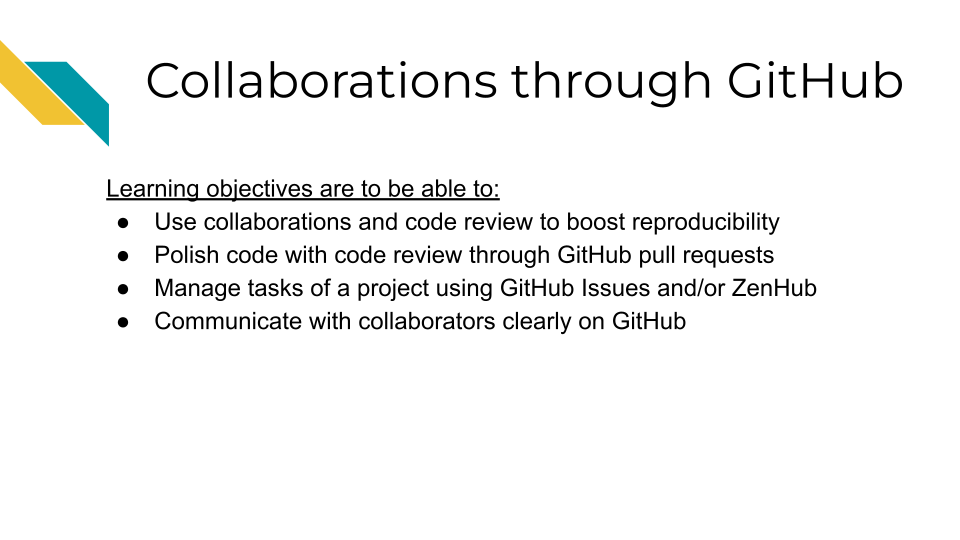 Collaborations through GitHub
Learning objectives are to be able to:
● Use collaborations and code review to boost reproducibility
● Polish code with code review through GitHub pull requests
● Manage tasks of a project using GitHub Issues and/or ZenHub
● Communicate with collaborators clearly on GitHub